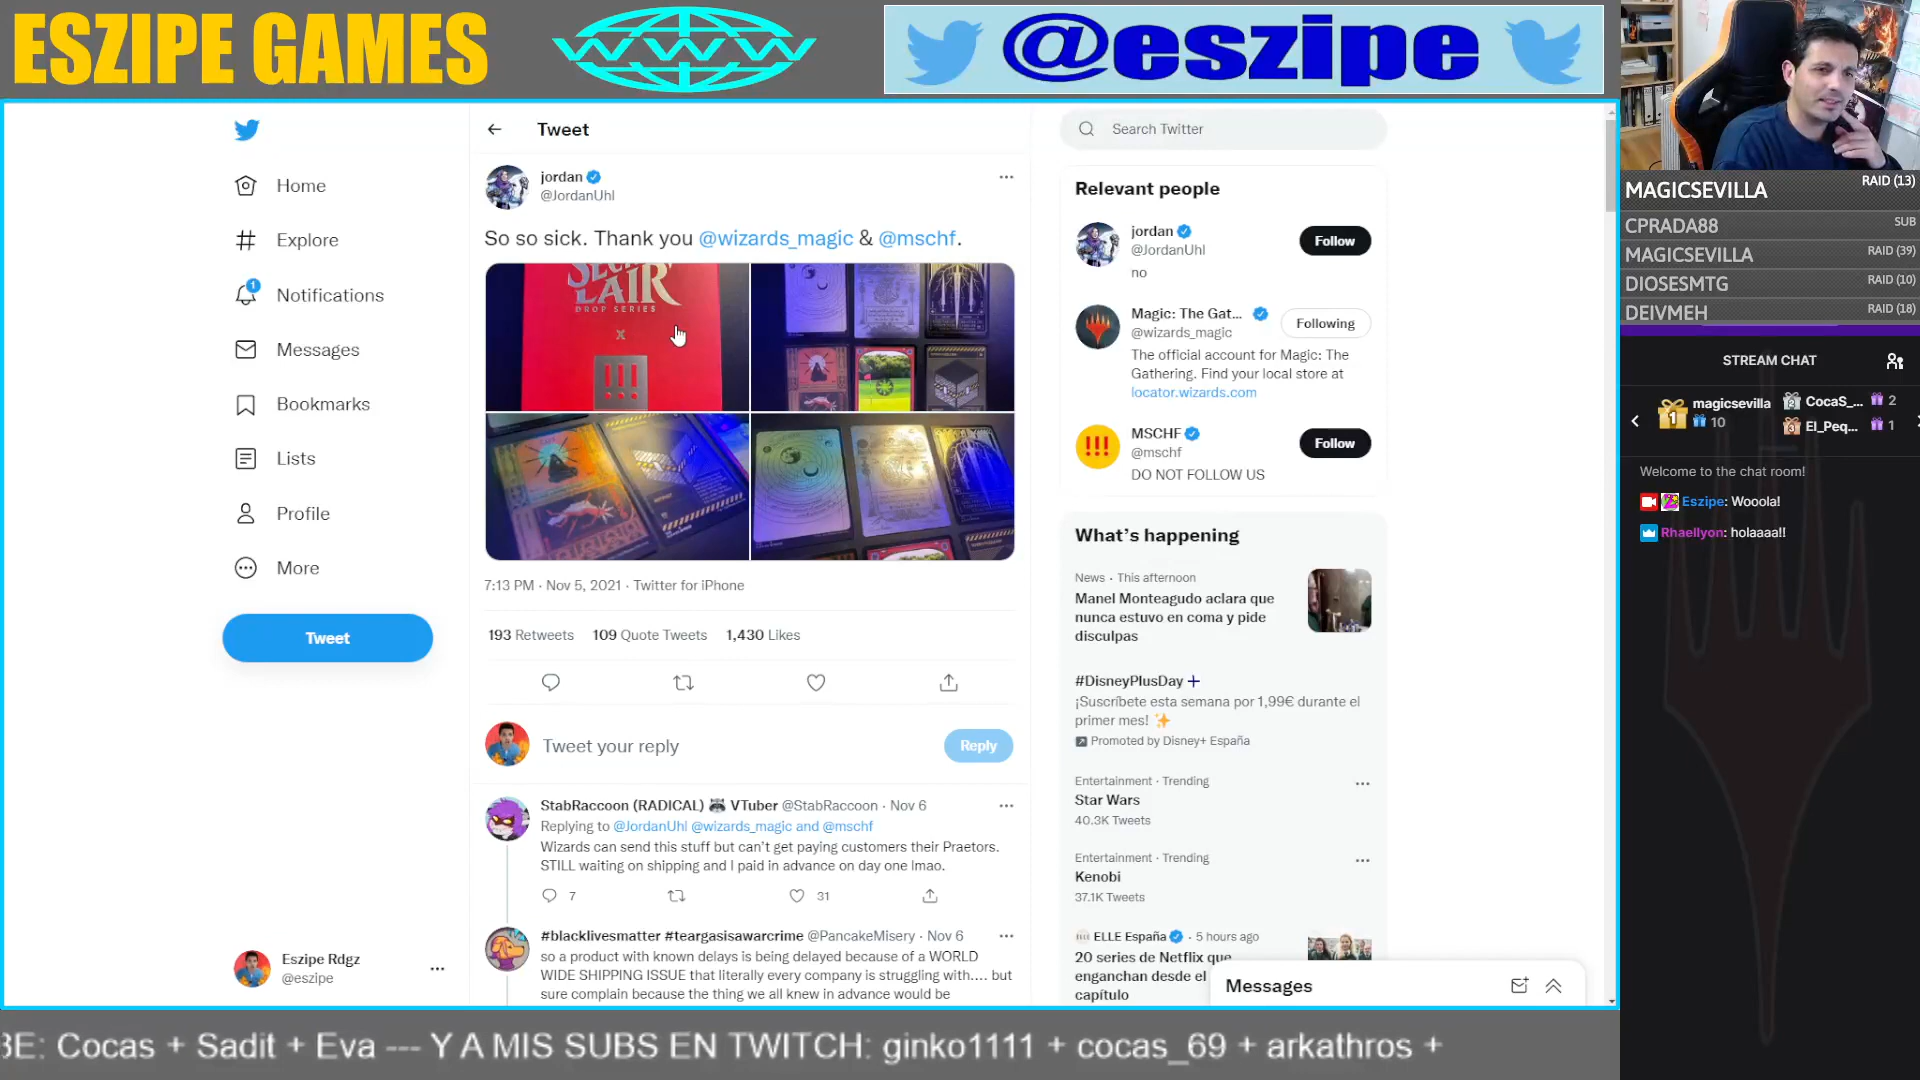 ESZIPE GAMES
WWW
@eszipe
Tweet
Search Twitter
Home
Explore
1
Notifications
Messages
Bookmarks
Lists
Profile
More
Tweet
Eszipe Rdgz
@eszipe
jordan
@JordanUhl
So so sick. Thank you @wizards_magic & @mschf.
SECRET
LAIR
DROP SERIES
X
!!!
7:13 PM · Nov 5, 2021 · Twitter for iPhone
193 Retweets 109 Quote Tweets 1,430 Likes
Tweet your reply
Reply
StabRaccoon (RADICAL) 🦝 VTuber @StabRaccoon · Nov 6
Replying to @JordanUhl @wizards_magic and @mschf
Wizards can send this stuff but can't get paying customers their Praetors.
STILL waiting on shipping and I paid in advance on day one lmao.
7 31
#blacklivesmatter #teargasisawarcrime @PancakeMisery · Nov 6
so a product with known delays is being delayed because of a WORLD
WIDE SHIPPING ISSUE that literally every company is struggling with.... but
sure complain because the thing we all knew in advance would be
Relevant people
jordan
@JordanUhl
Follow
no
Magic: The Gat...
@wizards_magic
Following
The official account for Magic: The
Gathering. Find your local store at
locator.wizards.com
!!!
MSCHF
@mschf
Follow
DO NOT FOLLOW US
What's happening
News · This afternoon
Manel Monteagudo aclara que
nunca estuvo en coma y pide
disculpas
#DisneyPlusDay
¡Suscríbete esta semana por 1,99€ durante el
primer mes! ✨
Promoted by Disney+ España
Entertainment · Trending
Star Wars
40.3K Tweets
Entertainment · Trending
Kenobi
37.1K Tweets
ELLE España · 5 hours ago
20 series de Netflix que
enganchan desde el
capítulo
Messages
MAGICSEVILLA RAID (13)
CPRADA88 SUB
MAGICSEVILLA RAID (39)
DIOSESMTG RAID (10)
DEIVMEH RAID (18)
STREAM CHAT
1 magicsevilla 10
2 CocaS_... 2
3 El_Peq... 1
Welcome to the chat room!
Eszipe: Wooola!
Rhaellyon: holaaaa!!
BE: Cocas + Sadit + Eva --- Y A MIS SUBS EN TWITCH: ginko1111 + cocas_69 + arkathros +